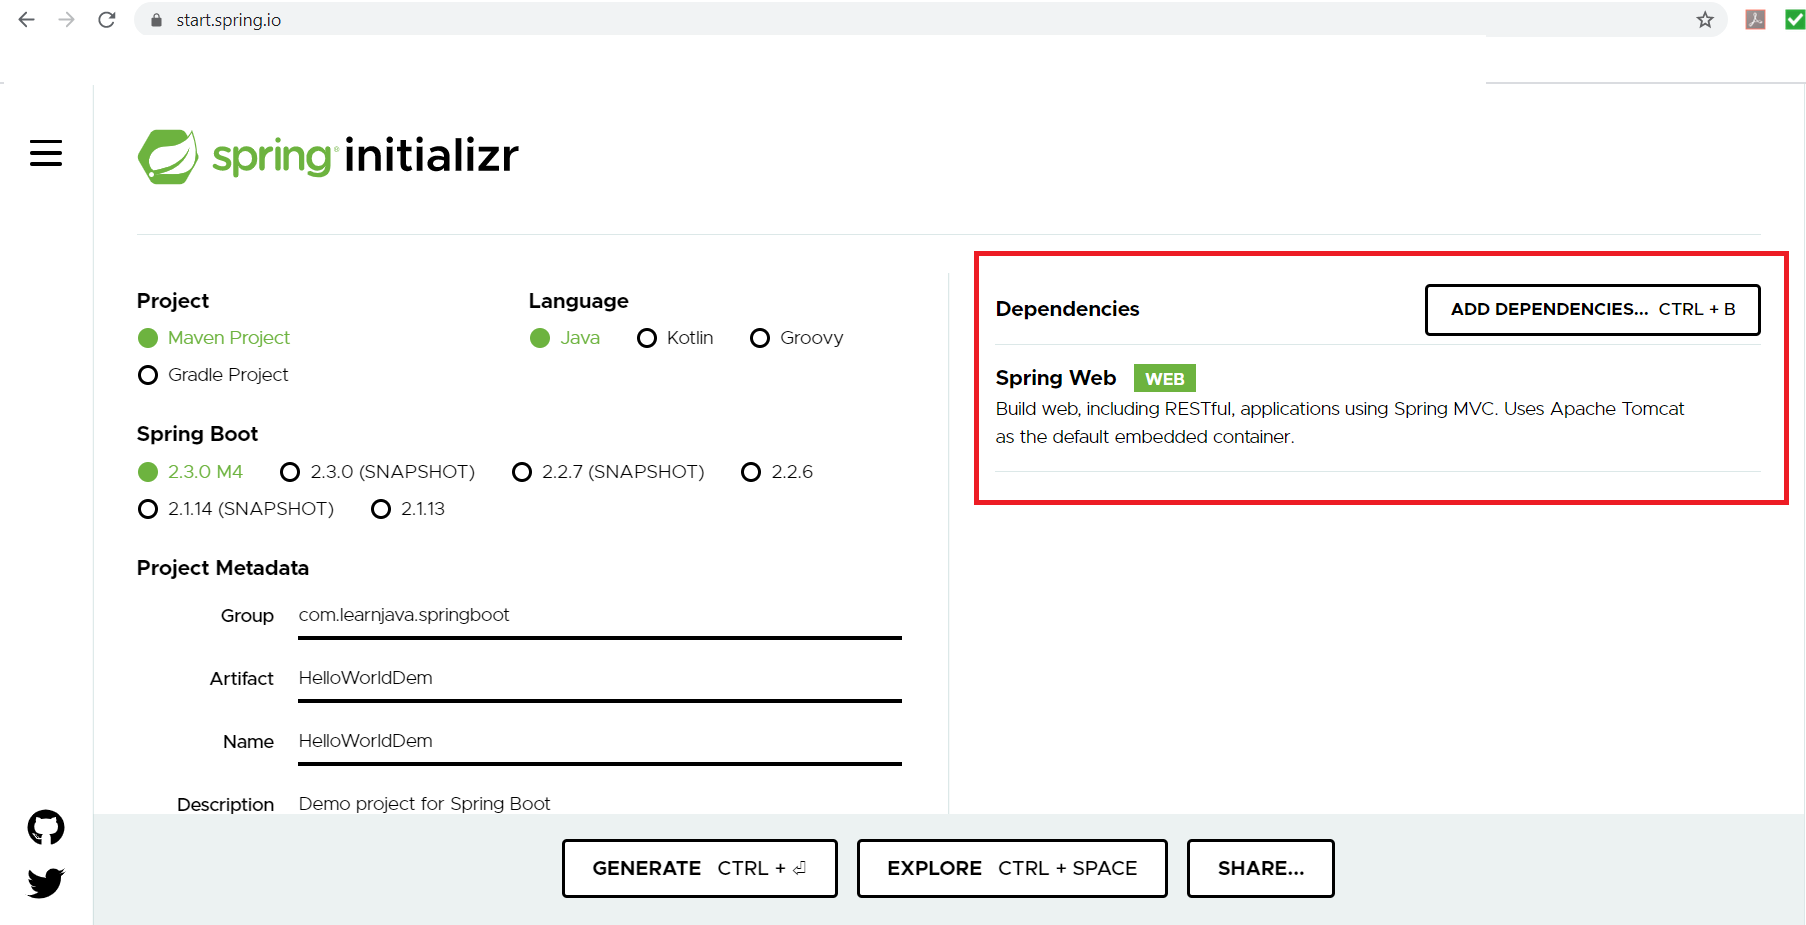 start.spring.io
spring initializr
Project
Maven Project
Gradle Project
Language
Java Kotlin Groovy
Spring Boot
2.3.0 M4 2.3.0 (SNAPSHOT) 2.2.7 (SNAPSHOT) 2.2.6
2.1.14 (SNAPSHOT) 2.1.13
Project Metadata
Group com.learnjava.springboot
Artifact HelloWorldDem
Name HelloWorldDem
Description Demo project for Spring Boot
Dependencies ADD DEPENDENCIES... CTRL + B
Spring Web WEB
Build web, including RESTful, applications using Spring MVC. Uses Apache Tomcat
as the default embedded container.
GENERATE CTRL + ⏎ EXPLORE CTRL + SPACE SHARE...